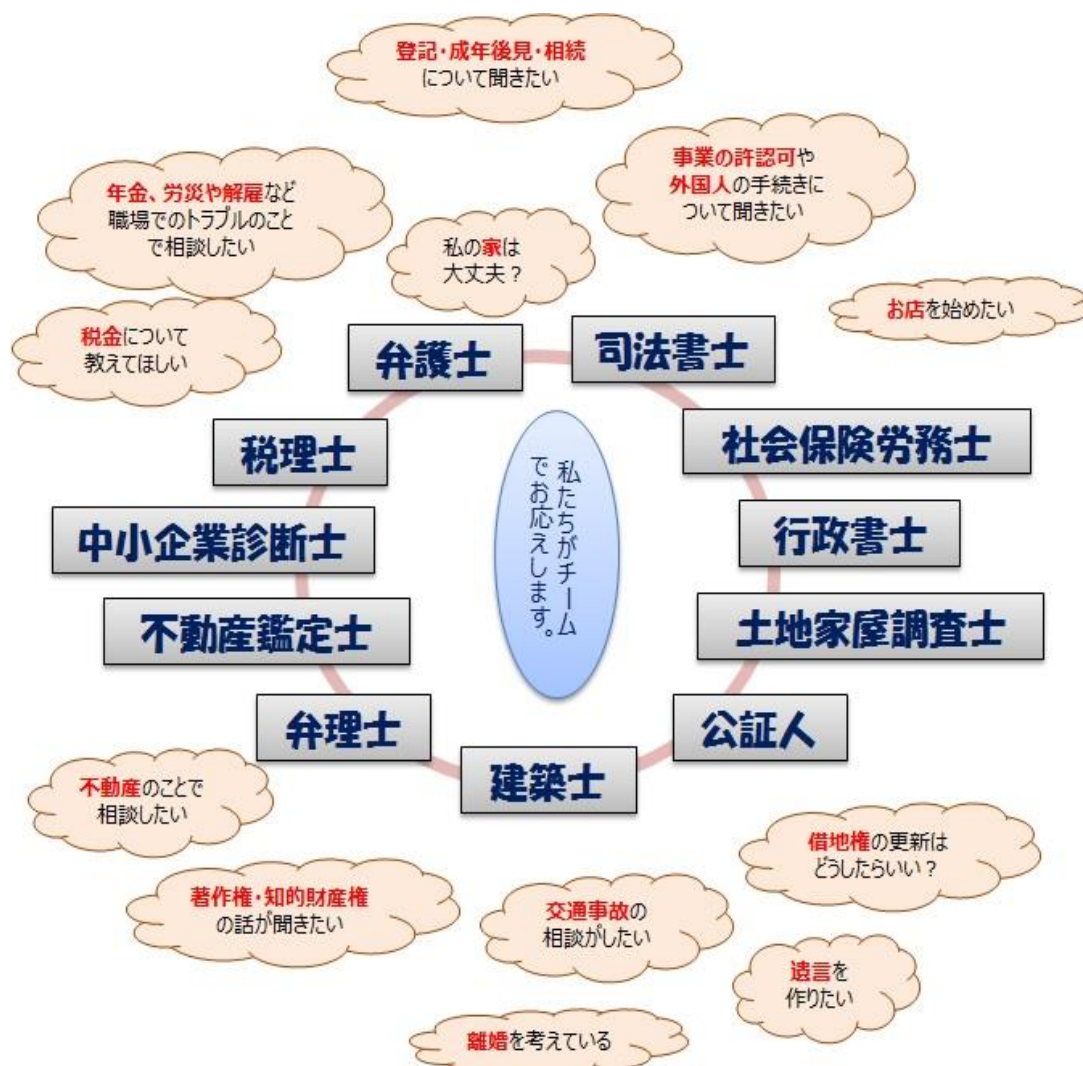 登記・成年後見・相続
について聞きたい
事業の許認可や
外国人の手続きに
ついて聞きたい
年金、労災や解雇など
職場でのトラブルのこと
で相談したい
私の家は
大丈夫？
お店を始めたい
税金について
教えてほしい
弁護士
司法書士
税理士
社会保険労務士
中小企業診断士
行政書士
不動産鑑定士
土地家屋調査士
弁理士
公証人
建築士
私たちがチーム
でお応えします。
不動産のことで
相談したい
借地権の更新は
どうしたらいい？
著作権・知的財産権
の話が聞きたい
交通事故の
相談がしたい
遺言を
作りたい
離婚を考えている